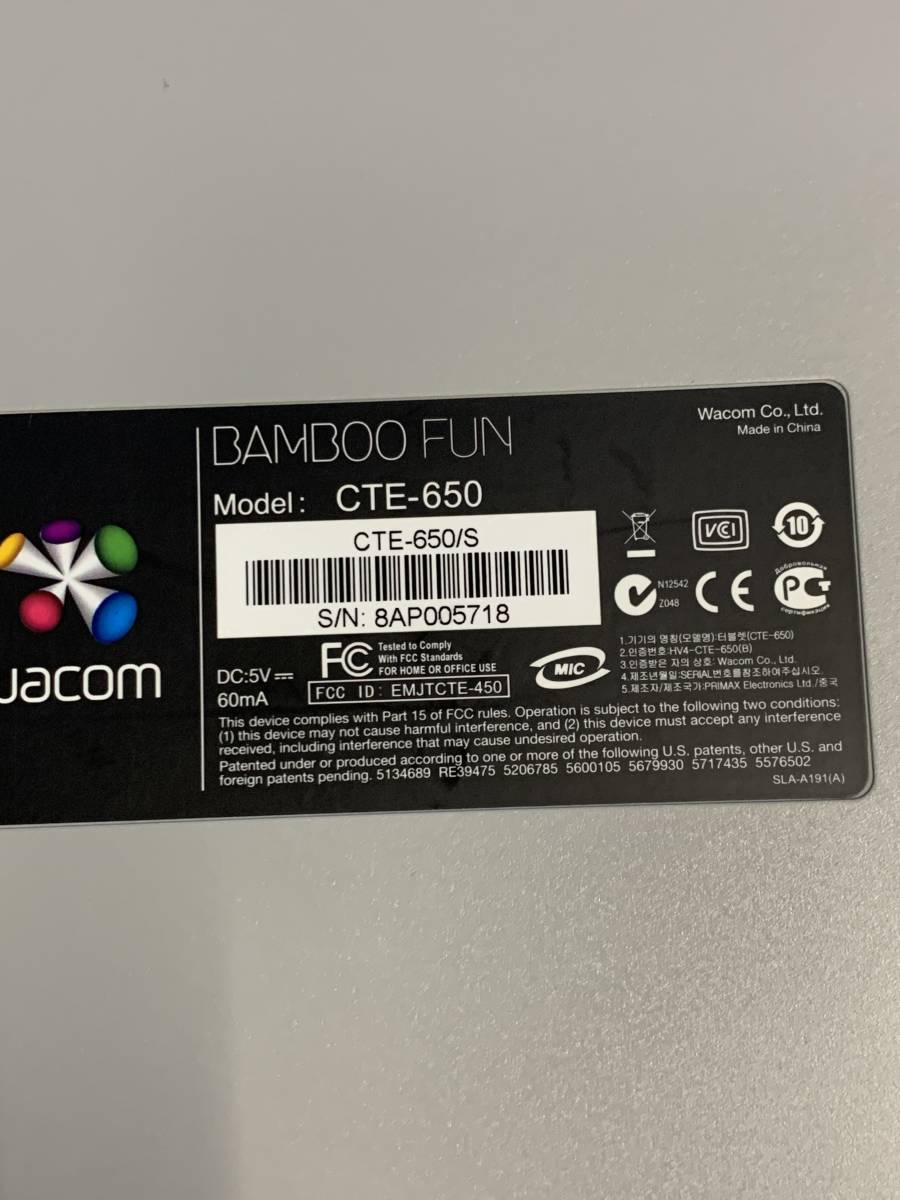 wacom
BAMBOO FUN
Wacom Co., Ltd.
Made in China
Model: CTE-650
CTE-650/S
S/N: 8AP005718
VCCI
10
N12542
Z048
CE
Добровольная
РСТ
сертификация
DC:5V
60mA
FC
Tested to Comply
With FCC Standards
FOR HOME OR OFFICE USE
FCC ID: EMJTCTE-450
MIC
1.기기의 명칭(모델명):터블렛(CTE-650)
2.인증번호:HV4-CTE-650(B)
3.인증받은 자의 상호: Wacom Co., Ltd.
4.제조년월일:SERIAL번호를참조하여주십시오.
5.제조자/제조국가:PRIMAX Electronics Ltd./중국
This device complies with Part 15 of FCC rules. Operation is subject to the following two conditions:
(1) this device may not cause harmful interference, and (2) this device must accept any interference
received, including interference that may cause undesired operation.
Patented under or produced according to one or more of the following U.S. patents, other U.S. and
foreign patents pending. 5134689 RE39475 5206785 5600105 5679930 5717435 5576502
SLA-A191(A)